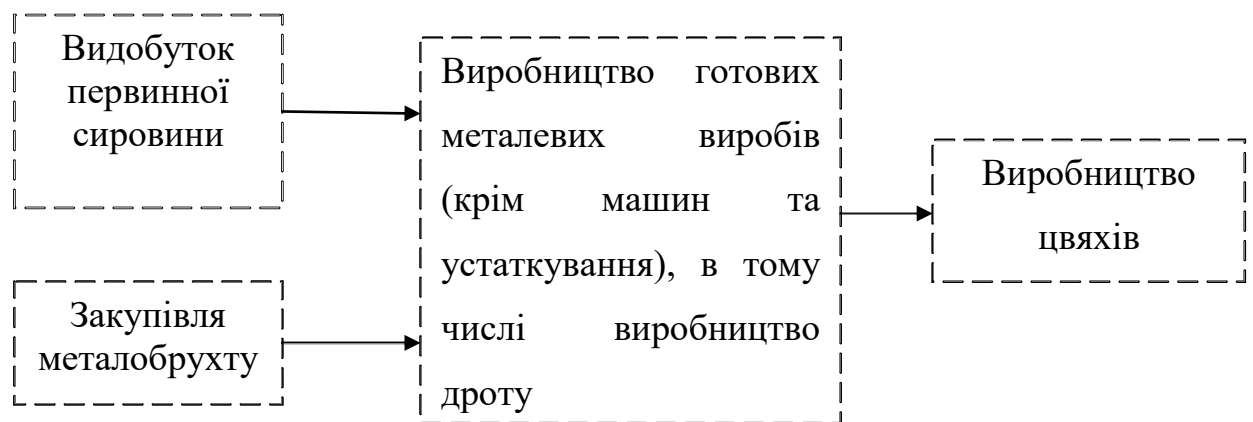 Видобуток
первинної
сировини
Закупівля
металобрухту
Виробництво готових
металевих виробів
(крім машин та
устаткування), в тому
числі виробництво
дроту
Виробництво
цвяхів